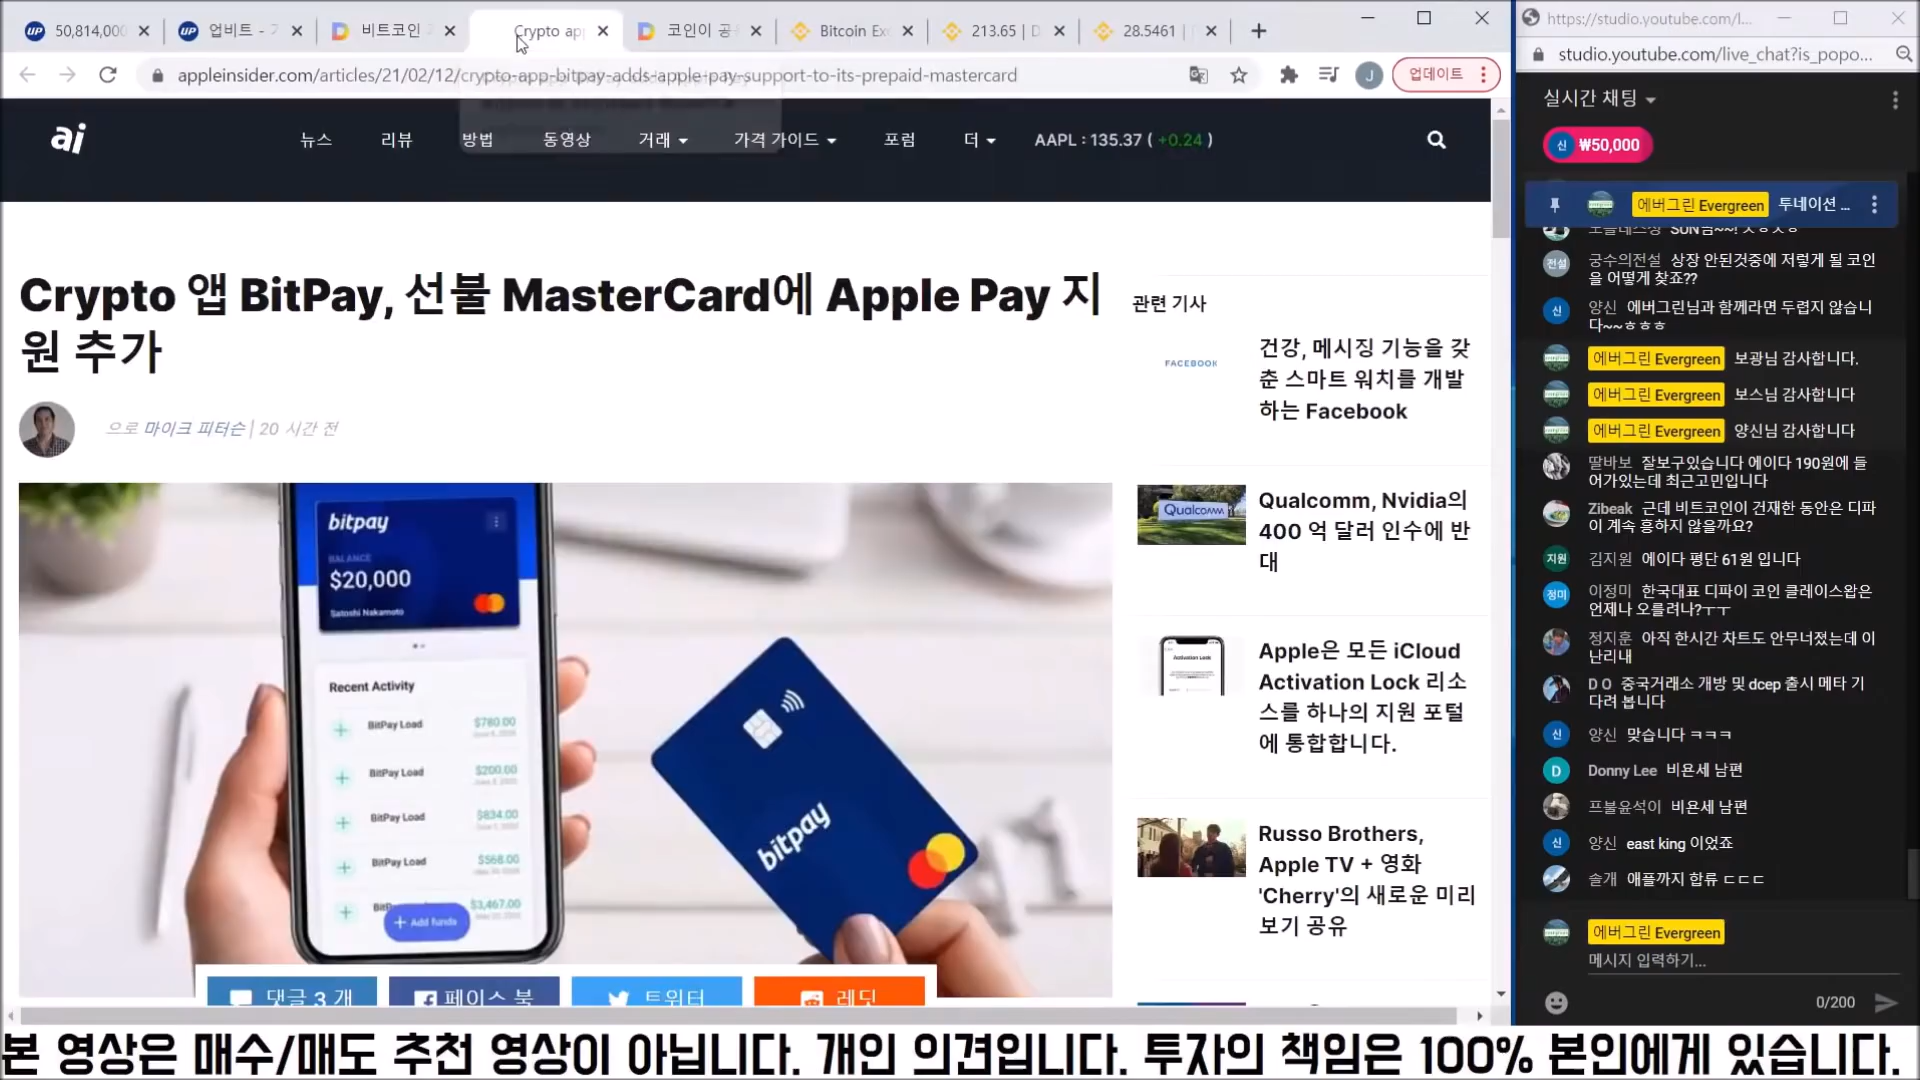 50,814,000
업비트 - 거
비트코인
Crypto app
코인이 공
Bitcoin Exc
213.65 | D
28.5461 |
appleinsider.com/articles/21/02/12/crypto-app-bitpay-adds-apple-pay-support-to-its-prepaid-mastercard
J
업데이트
ai
뉴스 리뷰 방법 동영상 거래 가격 가이드 포럼 더 AAPL : 135.37 ( +0.24 )
Crypto 앱 BitPay, 선불 MasterCard에 Apple Pay 지
원 추가
으로 마이크 피터슨 | 20 시간 전
bitpay
BALANCE
$20,000
Satoshi Nakamoto
Recent Activity
BitPay Load $780.00
BitPay Load $200.00
BitPay Load $834.00
BitPay Load $568.00
$3,467.00
+ Add funds
bitpay
댓글 3 개
페이스 북
트위터
레딧
관련 기사
FACEBOOK
건강, 메시징 기능을 갖
춘 스마트 워치를 개발
하는 Facebook
Qualcomm
Qualcomm, Nvidia의
400 억 달러 인수에 반
대
Activation Lock
Apple은 모든 iCloud
Activation Lock 리소
스를 하나의 지원 포털
에 통합합니다.
Russo Brothers,
Apple TV + 영화
'Cherry'의 새로운 미리
보기 공유
https://studio.youtube.com/l...
studio.youtube.com/live_chat?is_popo...
실시간 채팅
신 ₩50,000
에버그린 Evergreen 투네이션 ...
전설 궁수의전설 상장 안된것중에 저렇게 될 코인
을 어떻게 찾죠??
신 양신 에버그린님과 함께라면 두렵지 않습니
다~~ㅎㅎㅎ
에버그린 Evergreen 보광님 감사합니다.
에버그린 Evergreen 보스님 감사합니다
에버그린 Evergreen 양신님 감사합니다
딸바보 잘보구있습니다 에이다 190원에 들
어가있는데 최근고민입니다
Zibeak 근데 비트코인이 건재한 동안은 디파
이 계속 흥하지 않을까요?
지원 김지원 에이다 평단 61원 입니다
정미 이정미 한국대표 디파이 코인 클레이스왑은
언제나 오를려나?ㅜㅜ
정지훈 아직 한시간 차트도 안무너졌는데 이
난리내
D O 중국거래소 개방 및 dcep 출시 메타 기
다려 봅니다
신 양신 맞습니다 ㅋㅋㅋ
D Donny Lee 비욘세 남편
프불윤석이 비욘세 남편
신 양신 east king 이었죠
솔개 애플까지 합류 ㄷㄷㄷ
에버그린 Evergreen
메시지 입력하기...
0/200
본 영상은 매수/매도 추천 영상이 아닙니다. 개인 의견입니다. 투자의 책임은 100% 본인에게 있습니다.